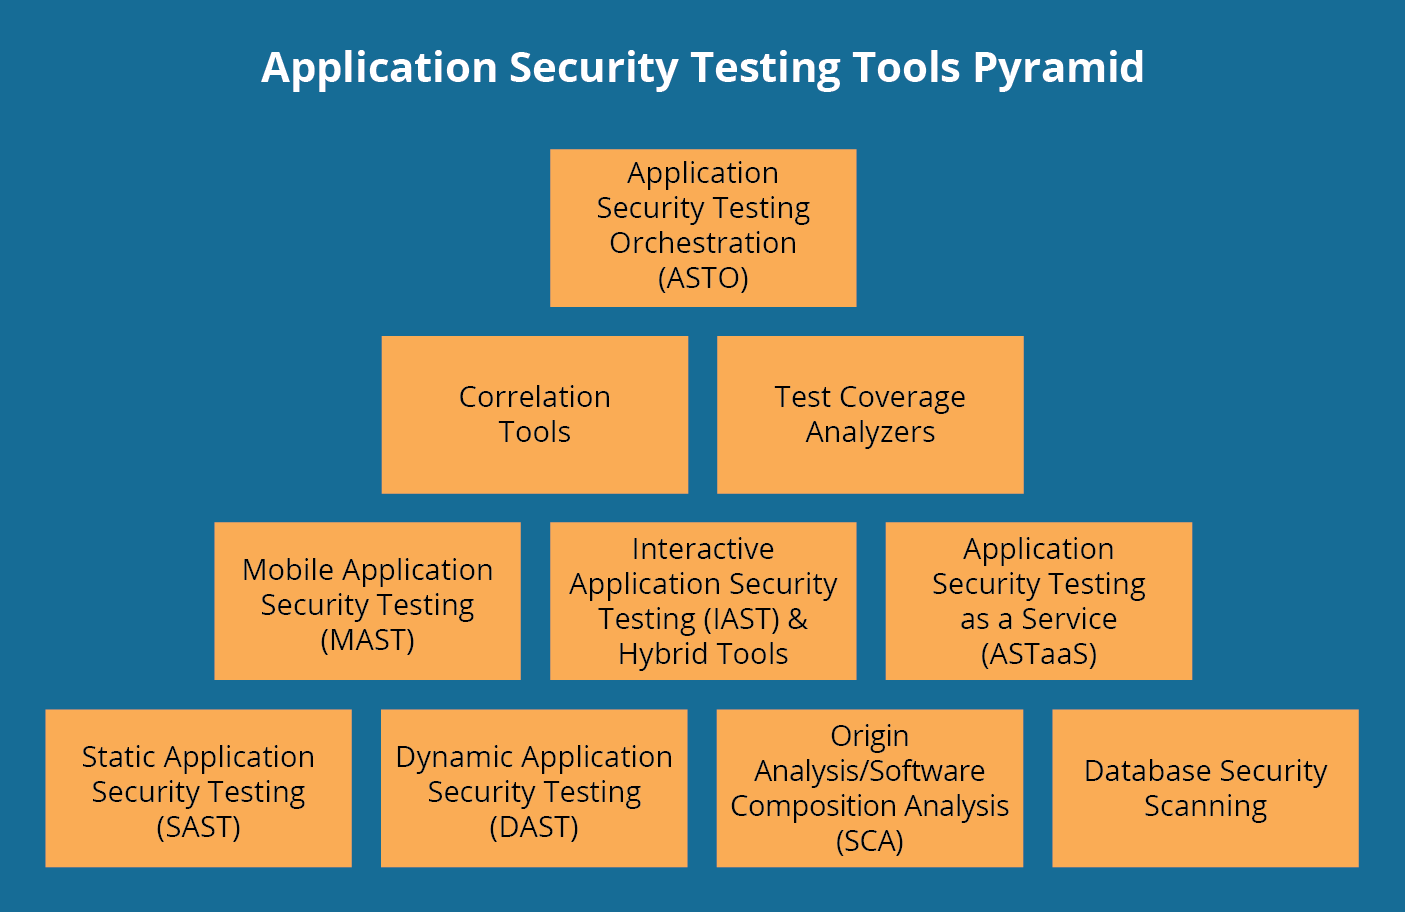 Application Security Testing Tools Pyramid
Application
Security Testing
Orchestration
(ASTO)
Correlation
Tools
Test Coverage
Analyzers
Mobile Application
Security Testing
(MAST)
Interactive
Application Security
Testing (IAST) &
Hybrid Tools
Application
Security Testing
as a Service
(ASTaaS)
Static Application
Security Testing
(SAST)
Dynamic Application
Security Testing
(DAST)
Origin
Analysis/Software
Composition Analysis
(SCA)
Database Security
Scanning